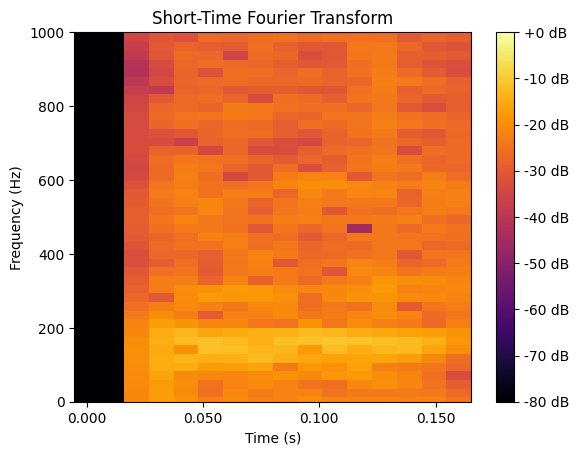 Short-Time Fourier Transform
1000
800
600
400
200
0
Frequency (Hz)
0.000
0.050
0.100
0.150
Time (s)
+0 dB
-10 dB
-20 dB
-30 dB
-40 dB
-50 dB
-60 dB
-70 dB
-80 dB